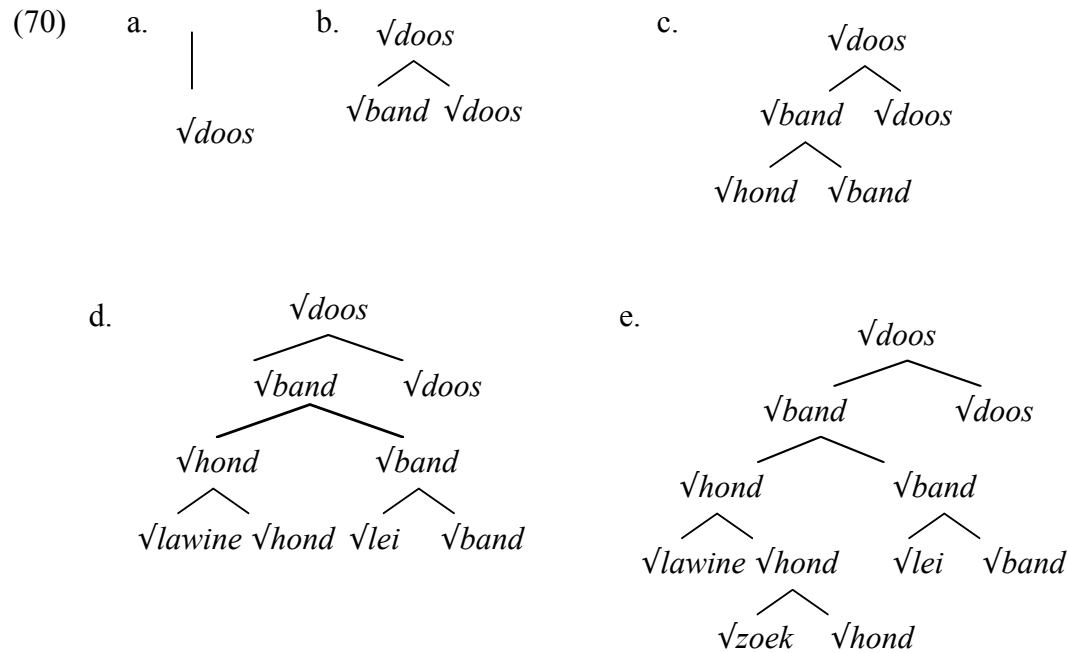 (70) a. b. c.
√doos
√band √doos
√doos
√doos
√band √doos
√hond √band
d.
√doos
√band √doos
√hond √band
√lawine √hond √lei √band
e.
√doos
√band √doos
√hond √band
√lawine √hond √lei √band
√zoek √hond